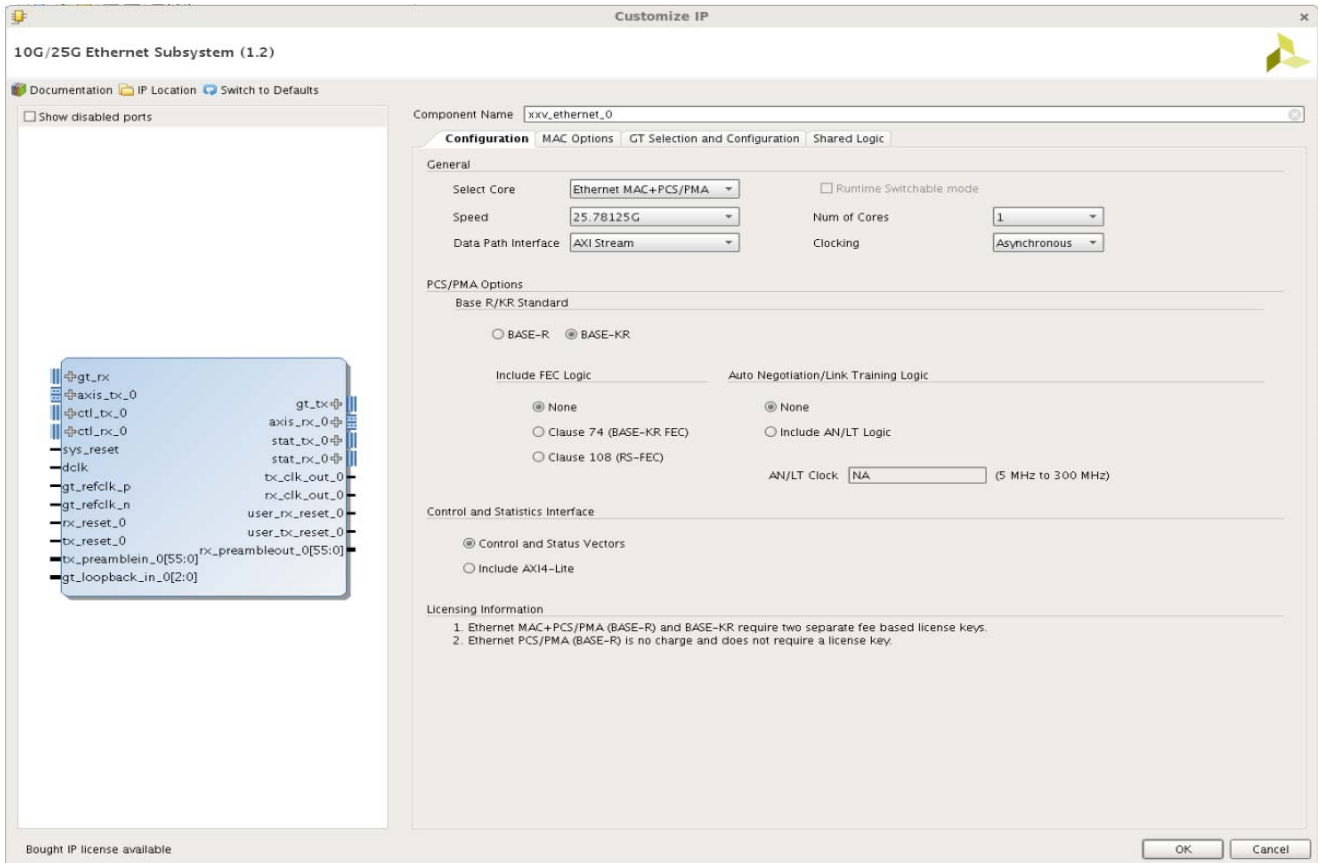 Customize IP
10G/25G Ethernet Subsystem (1.2)
Documentation IP Location Switch to Defaults
Show disabled ports
gt_rx
axis_tx_0
ctl_tx_0
ctl_rx_0
sys_reset
dclk
gt_refclk_p
gt_refclk_n
rx_reset_0
tx_reset_0
tx_preamblein_0[55:0]
gt_loopback_in_0[2:0]
gt_tx
axis_rx_0
stat_tx_0
stat_rx_0
tx_clk_out_0
rx_clk_out_0
user_rx_reset_0
user_tx_reset_0
rx_preambleout_0[55:0]
Component Name xxv_ethernet_0
Configuration MAC Options GT Selection and Configuration Shared Logic
General
Select Core Ethernet MAC+PCS/PMA Runtime Switchable mode
Speed 25.78125G Num of Cores 1
Data Path Interface AXI Stream Clocking Asynchronous
PCS/PMA Options
Base R/KR Standard
BASE-R BASE-KR
Include FEC Logic Auto Negotiation/Link Training Logic
None None
Clause 74 (BASE-KR FEC) Include AN/LT Logic
Clause 108 (RS-FEC)
AN/LT Clock NA (5 MHz to 300 MHz)
Control and Statistics Interface
Control and Status Vectors
Include AXI4-Lite
Licensing Information
1. Ethernet MAC+PCS/PMA (BASE-R) and BASE-KR require two separate fee based license keys.
2. Ethernet PCS/PMA (BASE-R) is no charge and does not require a license key.
Bought IP license available
OK Cancel